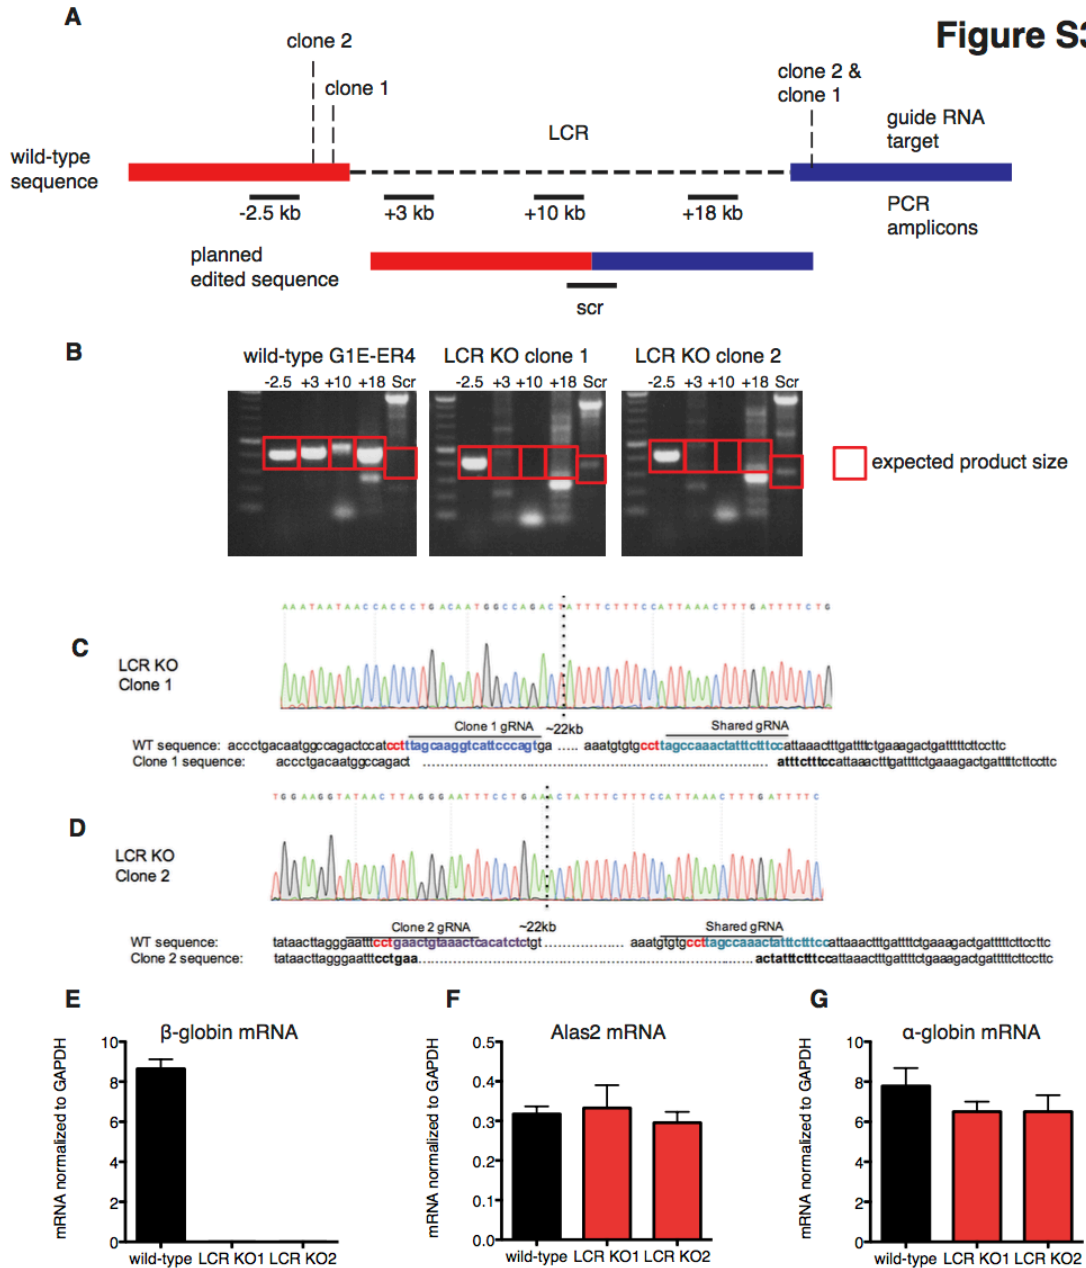 A
Figure S3
clone 2
clone 1
clone 2 &
clone 1
LCR
guide RNA
target
wild-type
sequence
-2.5 kb
+3 kb
+10 kb
+18 kb
PCR
amplicons
planned
edited sequence
scr
B
wild-type G1E-ER4
LCR KO clone 1
LCR KO clone 2
-2.5 +3 +10 +18 Scr
-2.5 +3 +10 +18 Scr
-2.5 +3 +10 +18 Scr
expected product size
C
LCR KO
Clone 1
AAATAATAACCACCCTGACAATGGCCAGACTATTTCTTTCCATTAAACTTTGATTTTCTG
Clone 1 gRNA
~22kb
Shared gRNA
WT sequence: accctgacaatggccagactccatccttagcaaggtcattcccagtga ..... aaatgtgtgccttagccaaactatttctttccattaaactttgattttctgaaagactgatttttcttccttc
Clone 1 sequence: accctgacaatggccagact ........ atttctttccattaaactttgattttctgaaagactgatttttcttccttc
D
LCR KO
Clone 2
TGGAAGGTATAACTTAGGGAATTTCCTGAAACTATTTCTTTCCATTAAACTTTGATTTTC
Clone 2 gRNA
~22kb
Shared gRNA
WT sequence: tataacttagggaatttcctgaactgtaaactcacatctctgt ........ aaatgtgtgccttagccaaactatttctttccattaaactttgattttctgaaagactgatttttcttccttc
Clone 2 sequence: tataacttagggaatttcctgaa ........ actatttctttccattaaactttgattttctgaaagactgatttttcttccttc
E
β-globin mRNA
mRNA normalized to GAPDH
10
8
6
4
2
0
wild-type LCR KO1 LCR KO2
F
Alas2 mRNA
mRNA normalized to GAPDH
0.5
0.4
0.3
0.2
0.1
0.0
wild-type LCR KO1 LCR KO2
G
α-globin mRNA
mRNA normalized to GAPDH
10
8
6
4
2
0
wild-type LCR KO1 LCR KO2